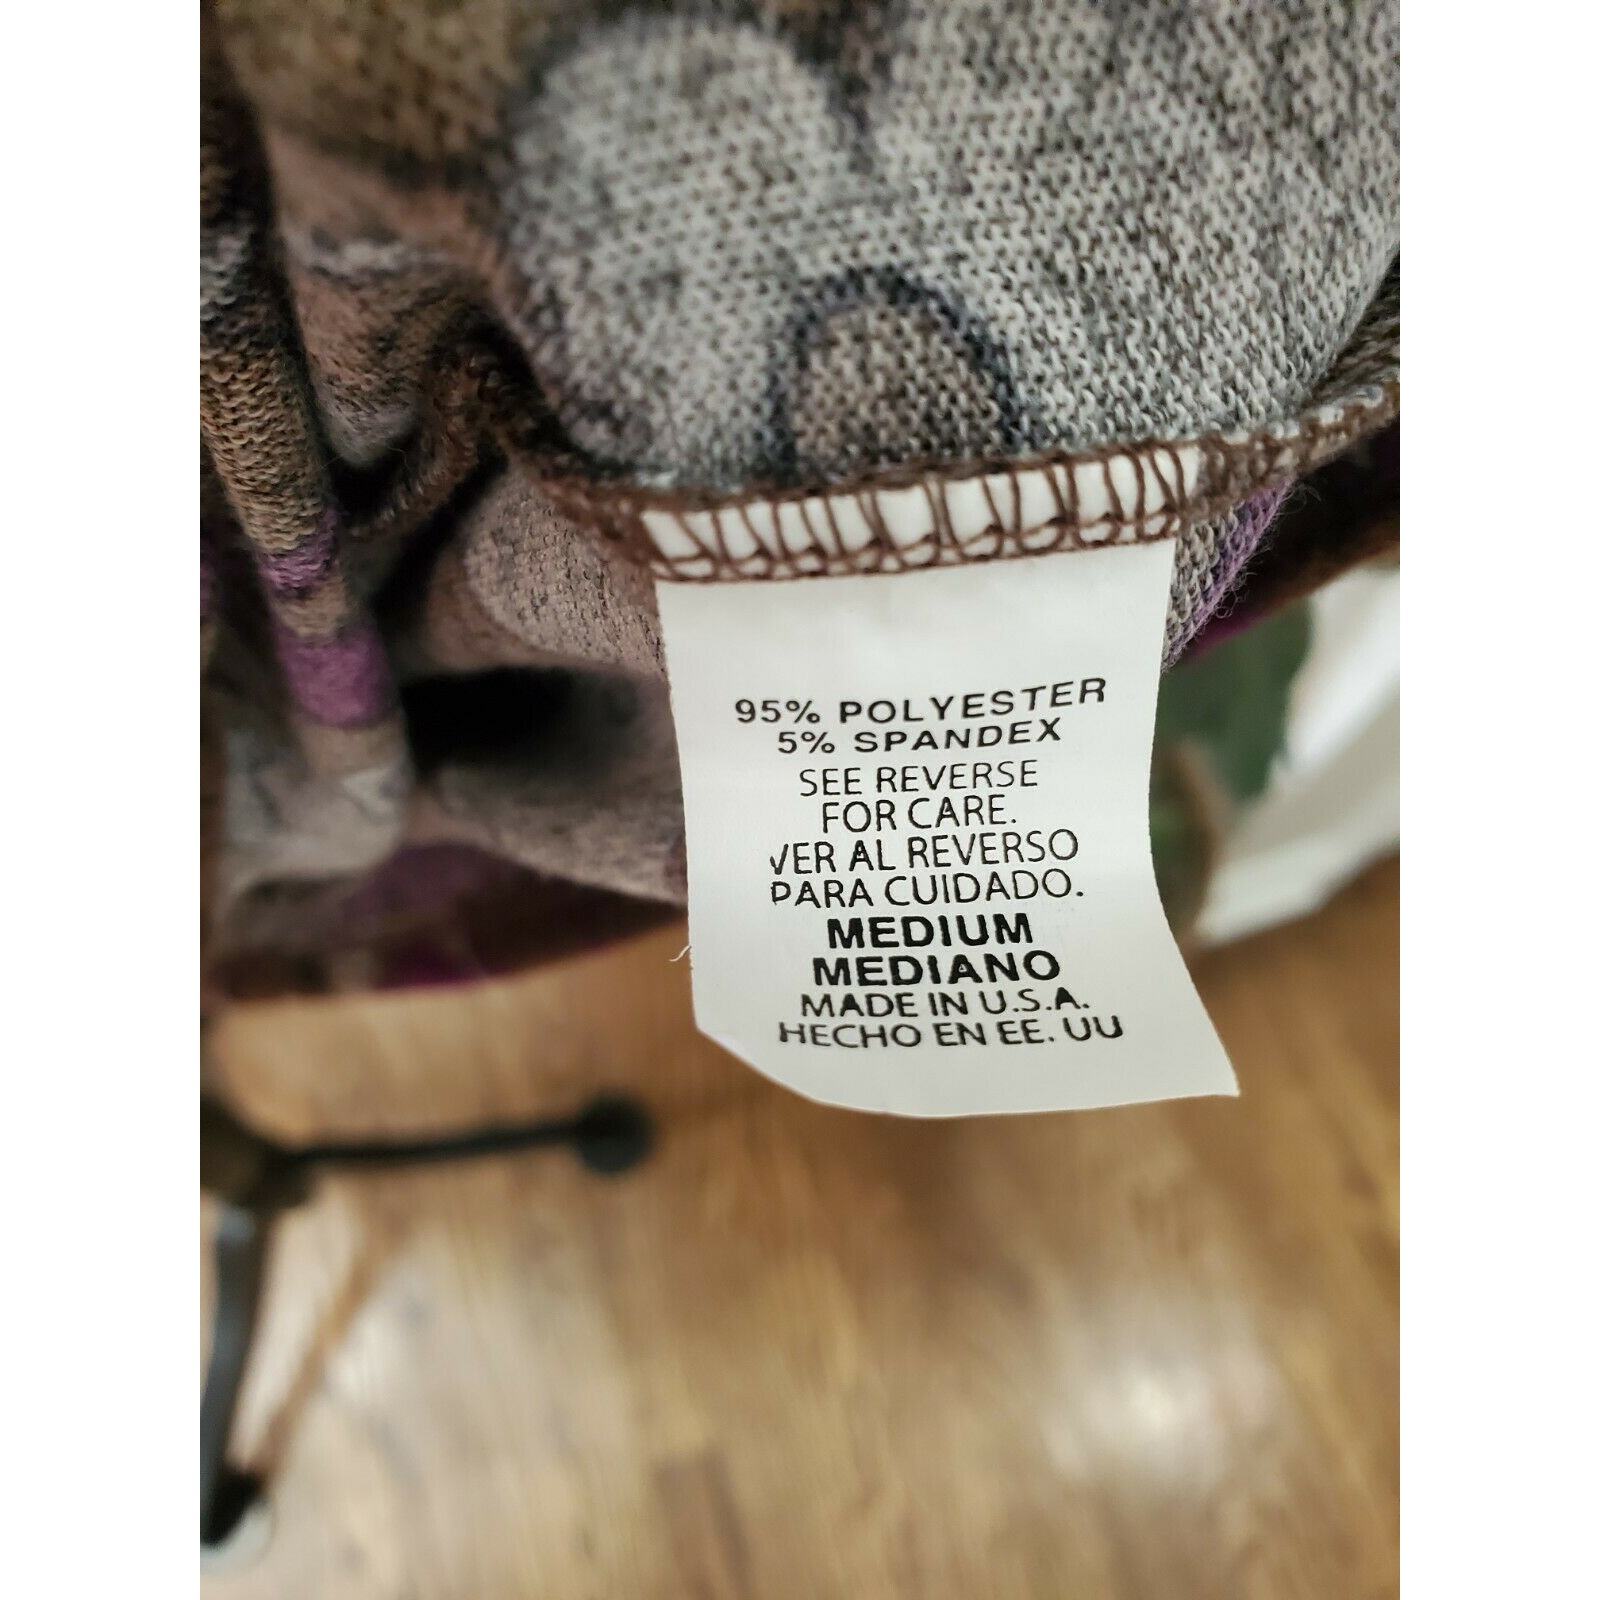 95% POLYESTER
5% SPANDEX
SEE REVERSE
FOR CARE.
VER AL REVERSO
PARA CUIDADO.
MEDIUM
MEDIANO
MADE IN U.S.A.
HECHO EN EE. UU